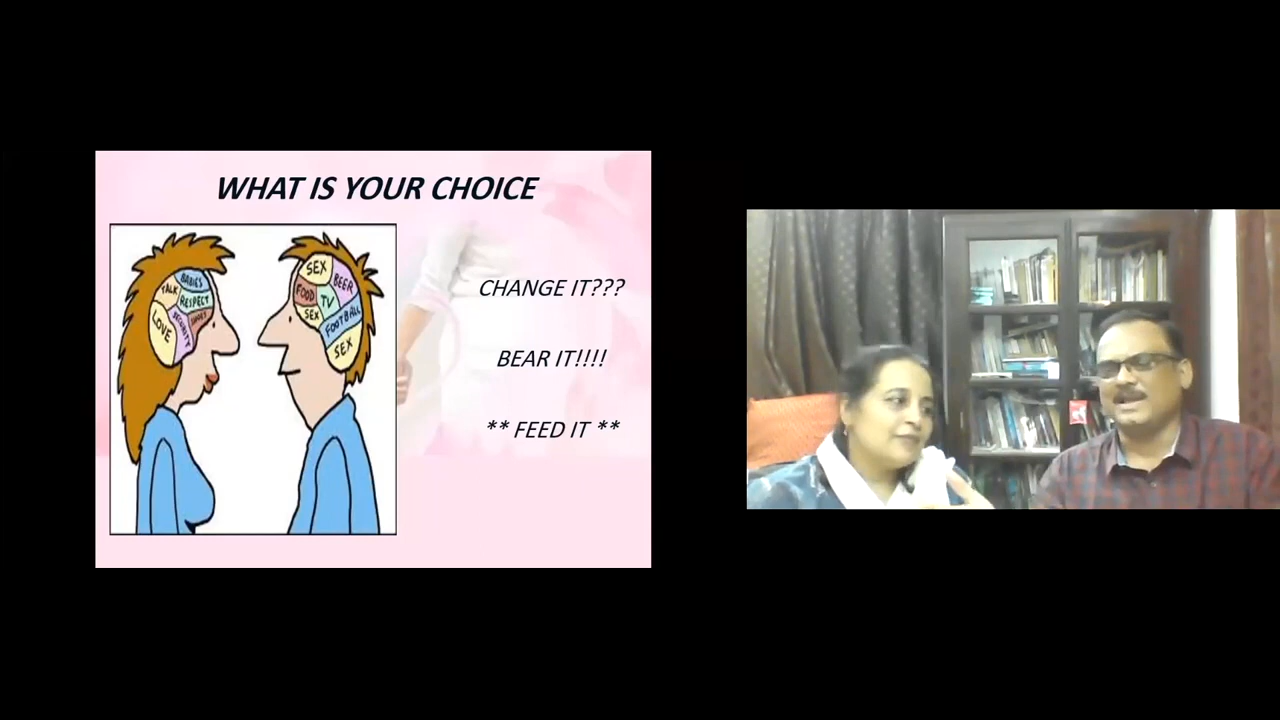 WHAT IS YOUR CHOICE
BABIES
TALK
RESPECT
LOVE
SECURITY
SEX
BEER
FOOD
TV
SEX
FOOTBALL
SEX
CHANGE IT???
BEAR IT!!!!
** FEED IT **